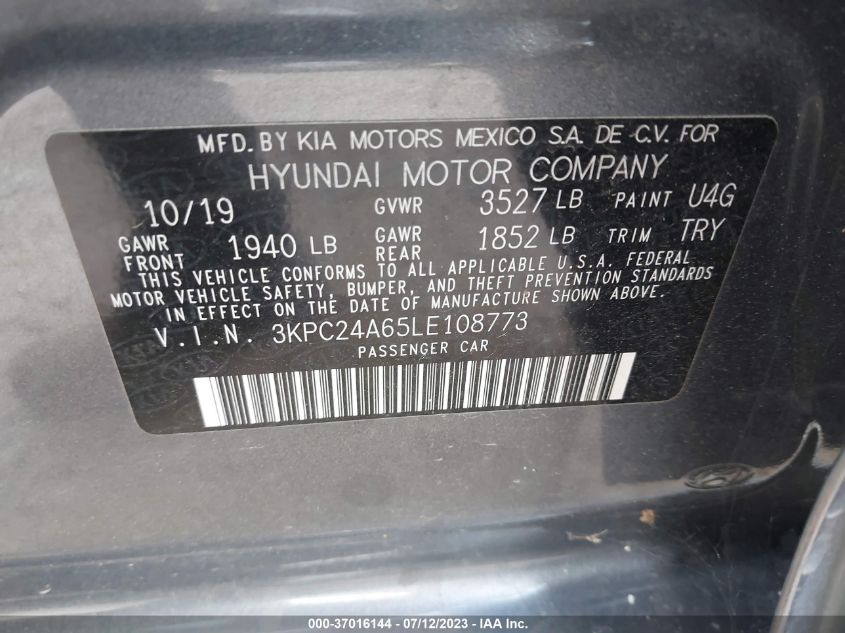 MFD. BY KIA MOTORS MEXICO S.A. DE C.V. FOR
HYUNDAI MOTOR COMPANY
10/19 GVWR 3527 LB PAINT U4G
GAWR FRONT 1940 LB GAWR REAR 1852 LB TRIM TRY
THIS VEHICLE CONFORMS TO ALL APPLICABLE U.S.A. FEDERAL
MOTOR VEHICLE SAFETY, BUMPER, AND THEFT PREVENTION STANDARDS
IN EFFECT ON THE DATE OF MANUFACTURE SHOWN ABOVE.
V.I.N. 3KPC24A65LE108773
PASSENGER CAR
000-37016144 - 07/12/2023 - IAA Inc.